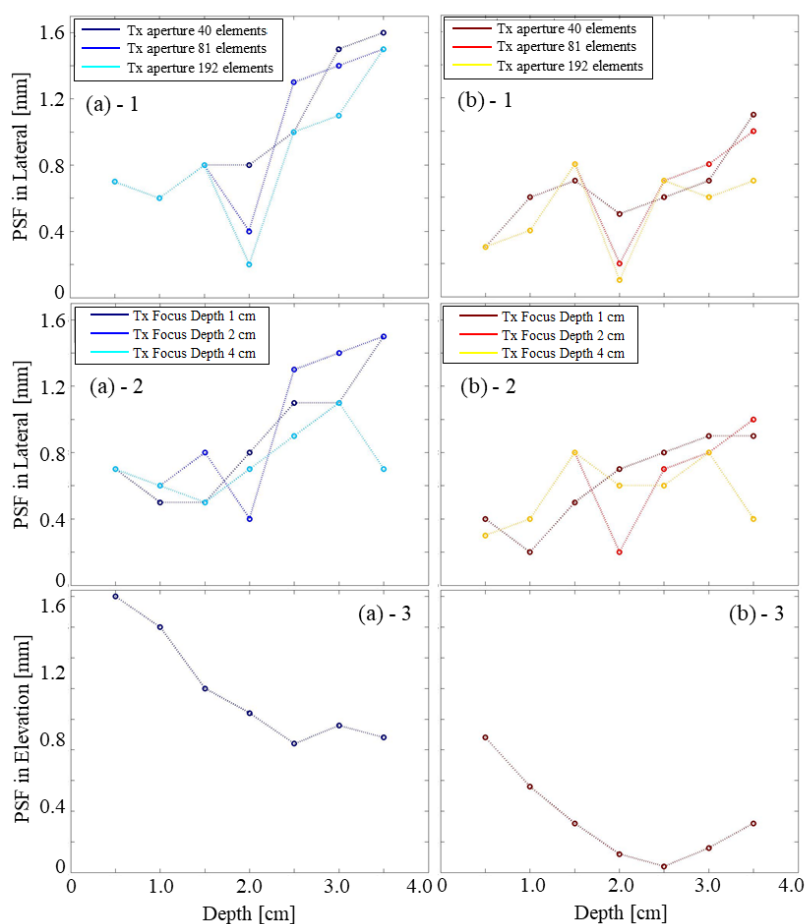 Tx aperture 40 elements
Tx aperture 81 elements
Tx aperture 192 elements
(a) - 1
PSF in Lateral [mm]
1.6
1.2
0.8
0.4
0
Tx aperture 40 elements
Tx aperture 81 elements
Tx aperture 192 elements
(b) - 1
Tx Focus Depth 1 cm
Tx Focus Depth 2 cm
Tx Focus Depth 4 cm
(a) - 2
PSF in Lateral [mm]
1.6
1.2
0.8
0.4
0
Tx Focus Depth 1 cm
Tx Focus Depth 2 cm
Tx Focus Depth 4 cm
(b) - 2
(a) - 3
PSF in Elevation [mm]
1.6
1.2
0.8
0.4
0
0 1.0 2.0 3.0 4.0
Depth [cm]
(b) - 3
0 1.0 2.0 3.0 4.0
Depth [cm]